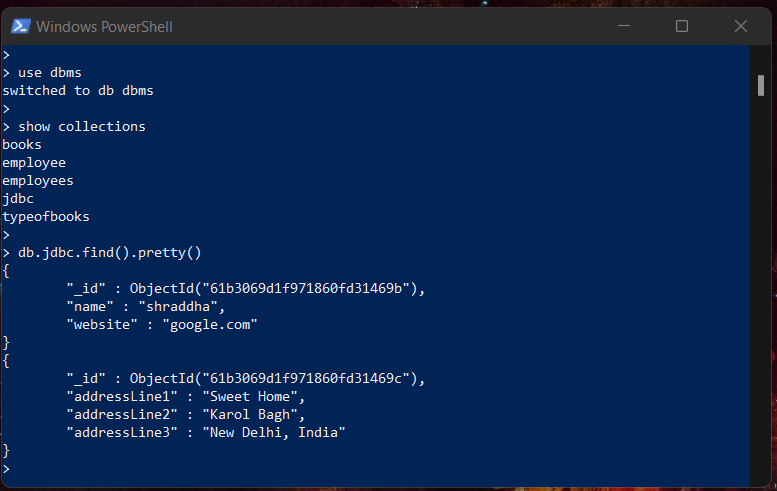 Windows PowerShell
>
> use dbms
switched to db dbms
>
> show collections
books
employee
employees
jdbc
typeofbooks
>
> db.jdbc.find().pretty()
{
        "_id" : ObjectId("61b3069d1f971860fd31469b"),
        "name" : "shraddha",
        "website" : "google.com"
}
{
        "_id" : ObjectId("61b3069d1f971860fd31469c"),
        "addressLine1" : "Sweet Home",
        "addressLine2" : "Karol Bagh",
        "addressLine3" : "New Delhi, India"
}
>